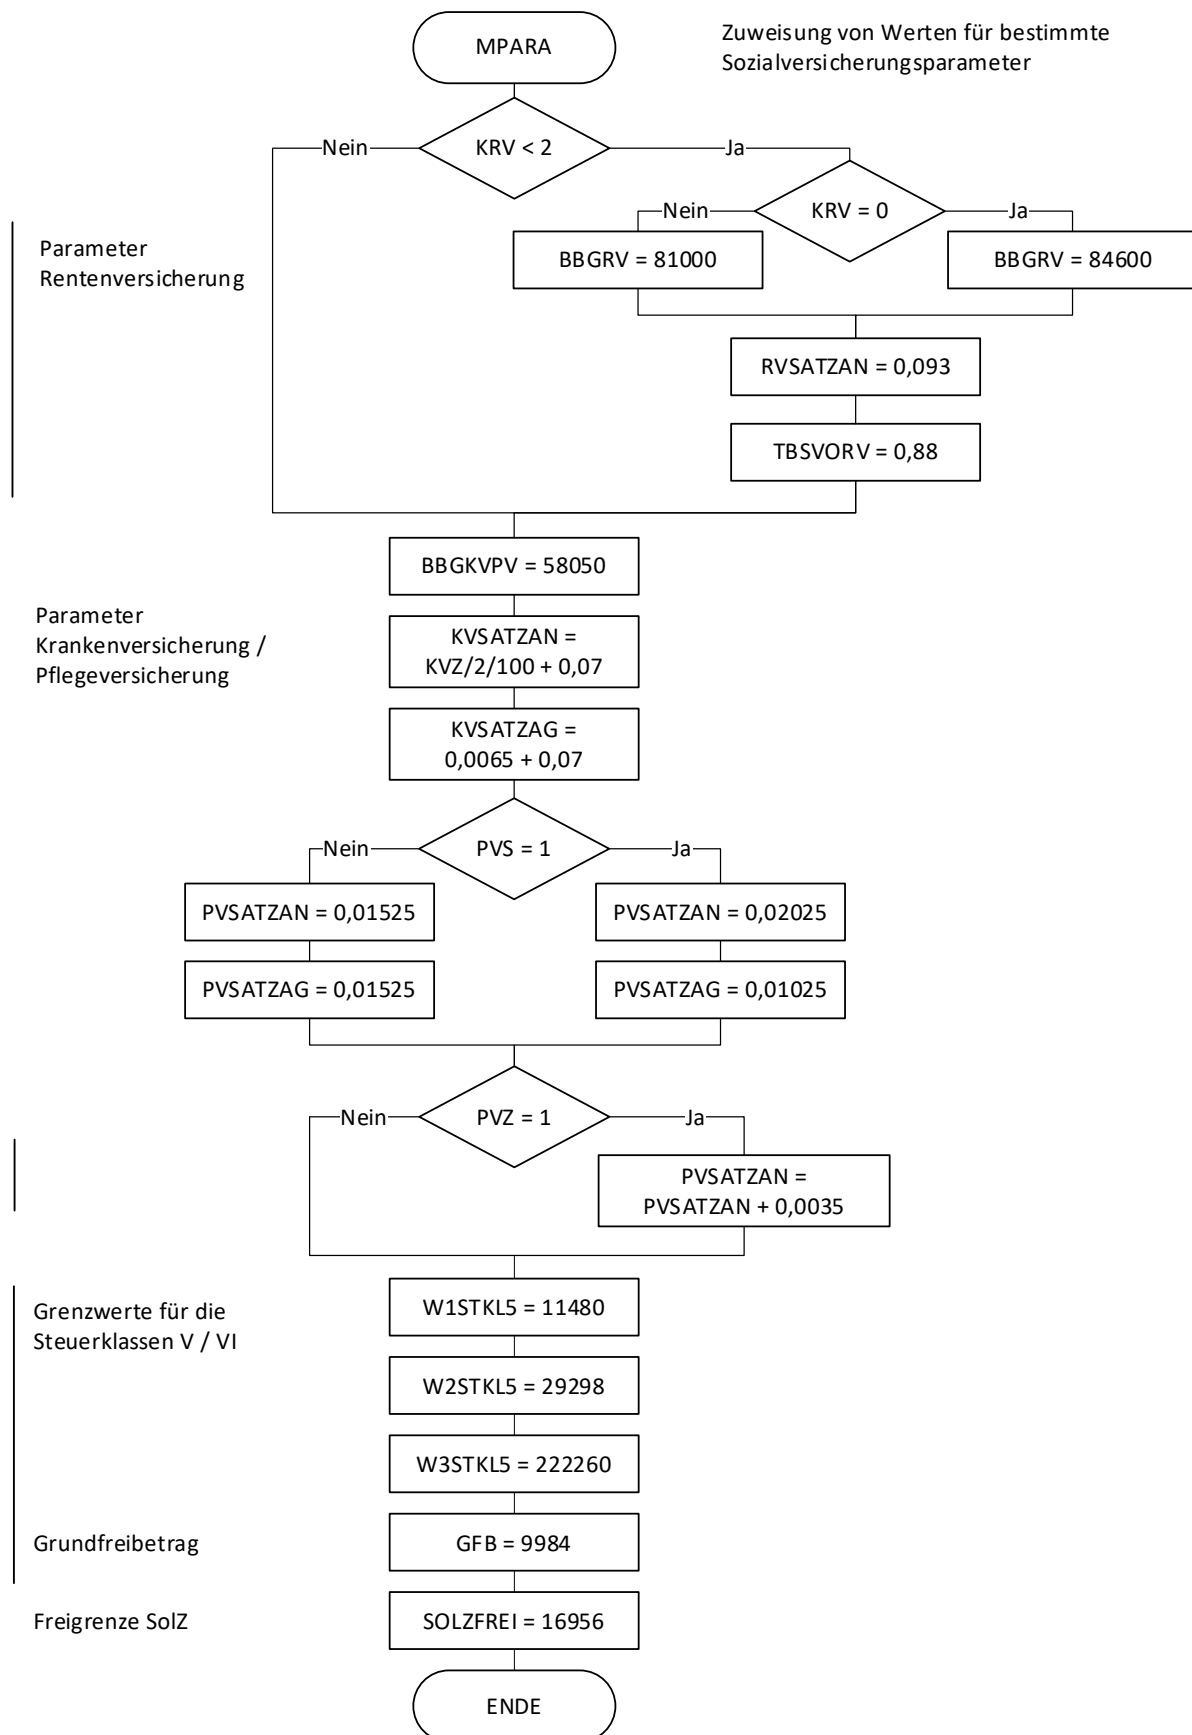 MPARA
Zuweisung von Werten für bestimmte
Sozialversicherungsparameter
Nein
KRV < 2
Ja
Nein
KRV = 0
Ja
Parameter
Rentenversicherung
BBGRV = 81000
BBGRV = 84600
RVSATZAN = 0,093
TBSVORV = 0,88
BBGKVPV = 58050
Parameter
Krankenversicherung /
Pflegeversicherung
KVSATZAN =
KVZ/2/100 + 0,07
KVSATZAG =
0,0065 + 0,07
Nein
PVS = 1
Ja
PVSATZAN = 0,01525
PVSATZAN = 0,02025
PVSATZAG = 0,01525
PVSATZAG = 0,01025
Nein
PVZ = 1
Ja
PVSATZAN =
PVSATZAN + 0,0035
Grenzwerte für die
Steuerklassen V / VI
W1STKL5 = 11480
W2STKL5 = 29298
W3STKL5 = 222260
Grundfreibetrag
GFB = 9984
Freigrenze SolZ
SOLZFREI = 16956
ENDE